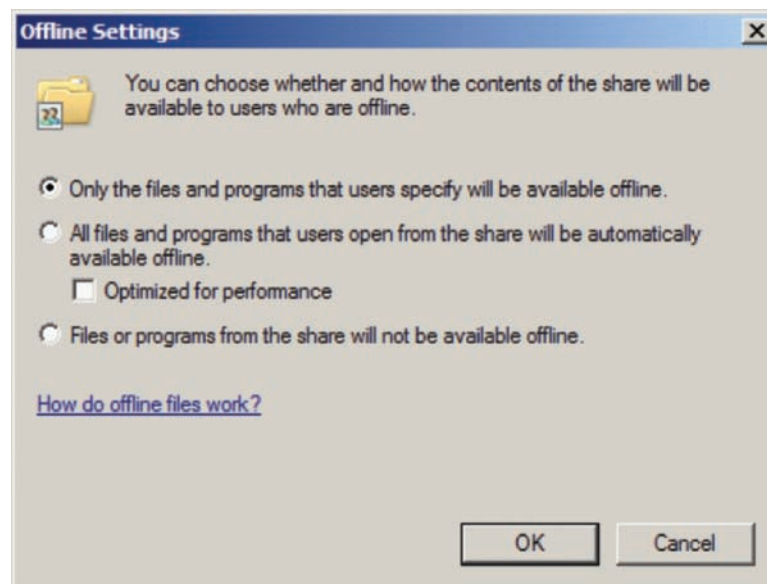 Offline Settings
You can choose whether and how the contents of the share will be
available to users who are offline.
Only the files and programs that users specify will be available offline.
All files and programs that users open from the share will be automatically
available offline.
Optimized for performance
Files or programs from the share will not be available offline.
How do offline files work?
OK
Cancel